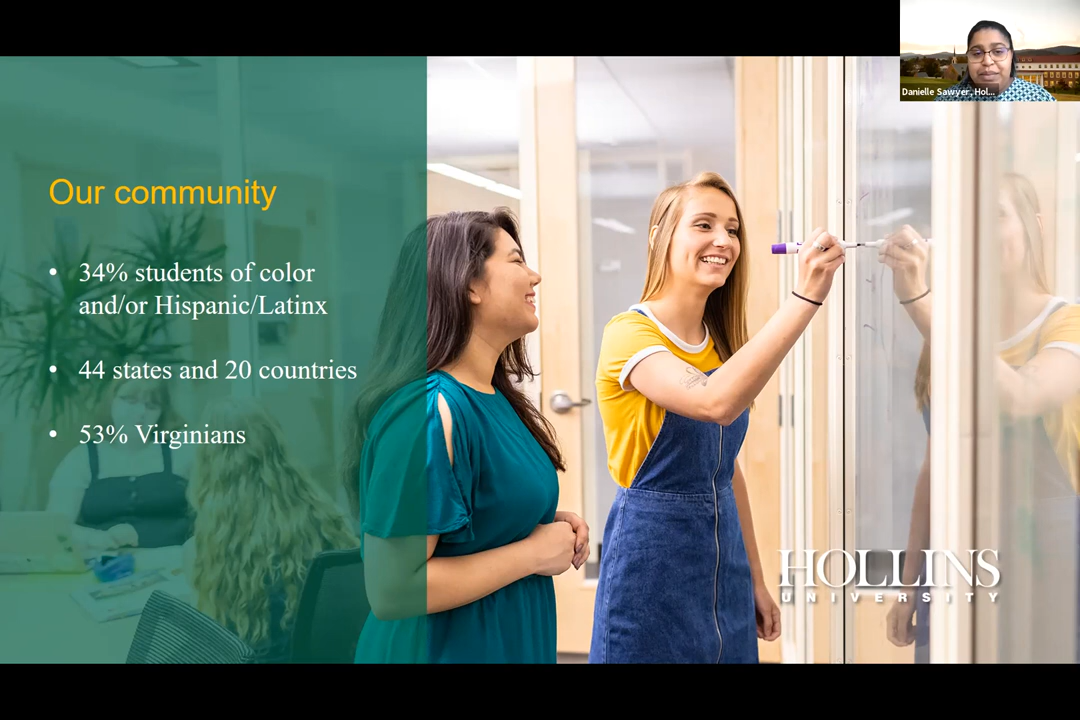 Danielle Sawyer, Hol...
Our community
• 34% students of color
and/or Hispanic/Latinx
• 44 states and 20 countries
• 53% Virginians
HOLLINS
UNIVERSITY